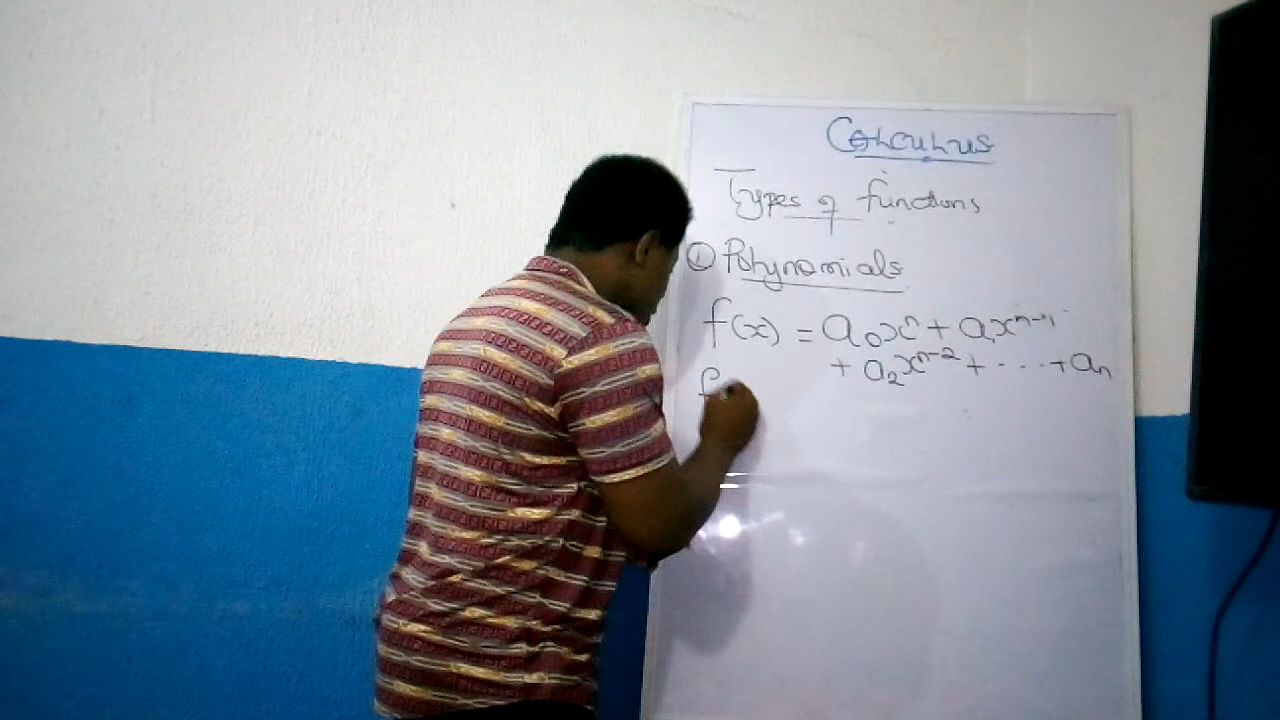 Calculus
Types of functions
① Polynomials
f(x) = a₀xⁿ + a₁xⁿ⁻¹
+ a₂xⁿ⁻² + ....+ aₙ
f